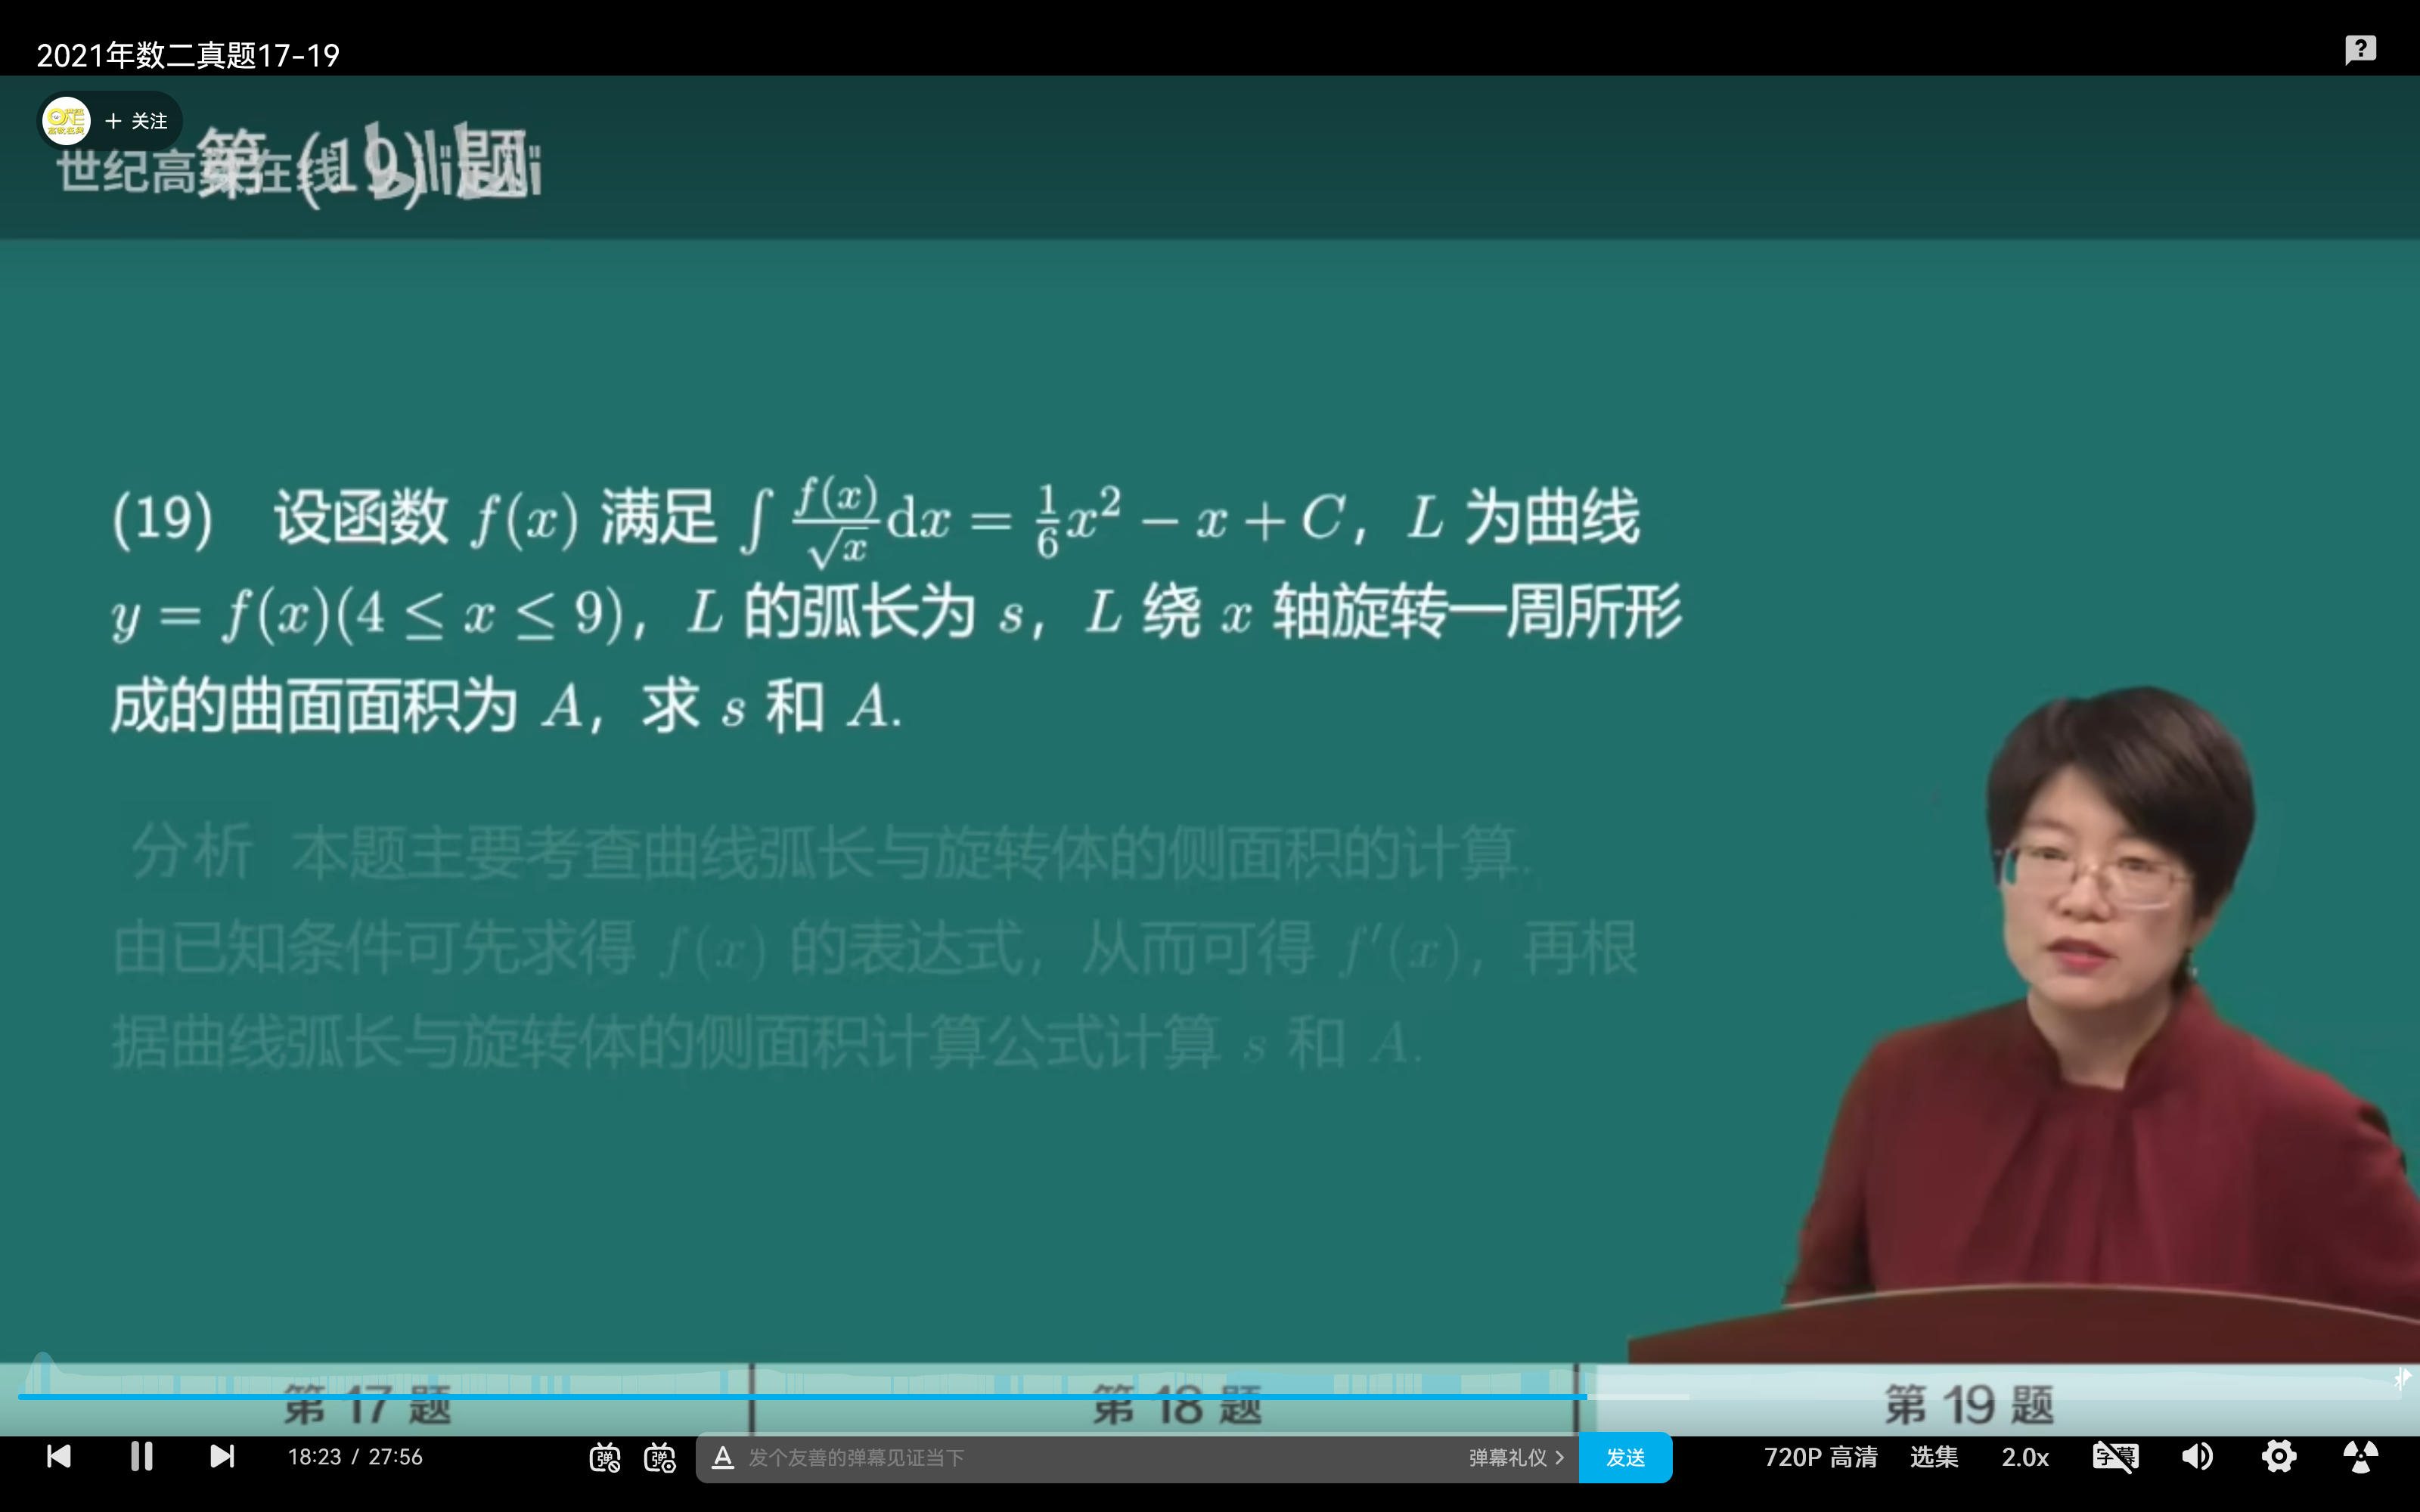 2021年数二真题17-19
+ 关注
世纪高数在线 bilibili
第 (19) 题
(19) 设函数 f(x) 满足 ∫ f(x)/√x dx = 1/6 x² − x + C, L 为曲线
y = f(x)(4 ≤ x ≤ 9), L 的弧长为 s, L 绕 x 轴旋转一周所形
成的曲面面积为 A, 求 s 和 A.
分析 本题主要考查曲线弧长与旋转体的侧面积的计算.
由已知条件可先求得 f(x) 的表达式, 从而可得 f′(x), 再根
据曲线弧长与旋转体的侧面积计算公式计算 s 和 A.
第 17 题 第 18 题 第 19 题
18:23 / 27:56 弹 弹 A 发个友善的弹幕见证当下 弹幕礼仪 > 发送 720P 高清 选集 2.0x 字幕